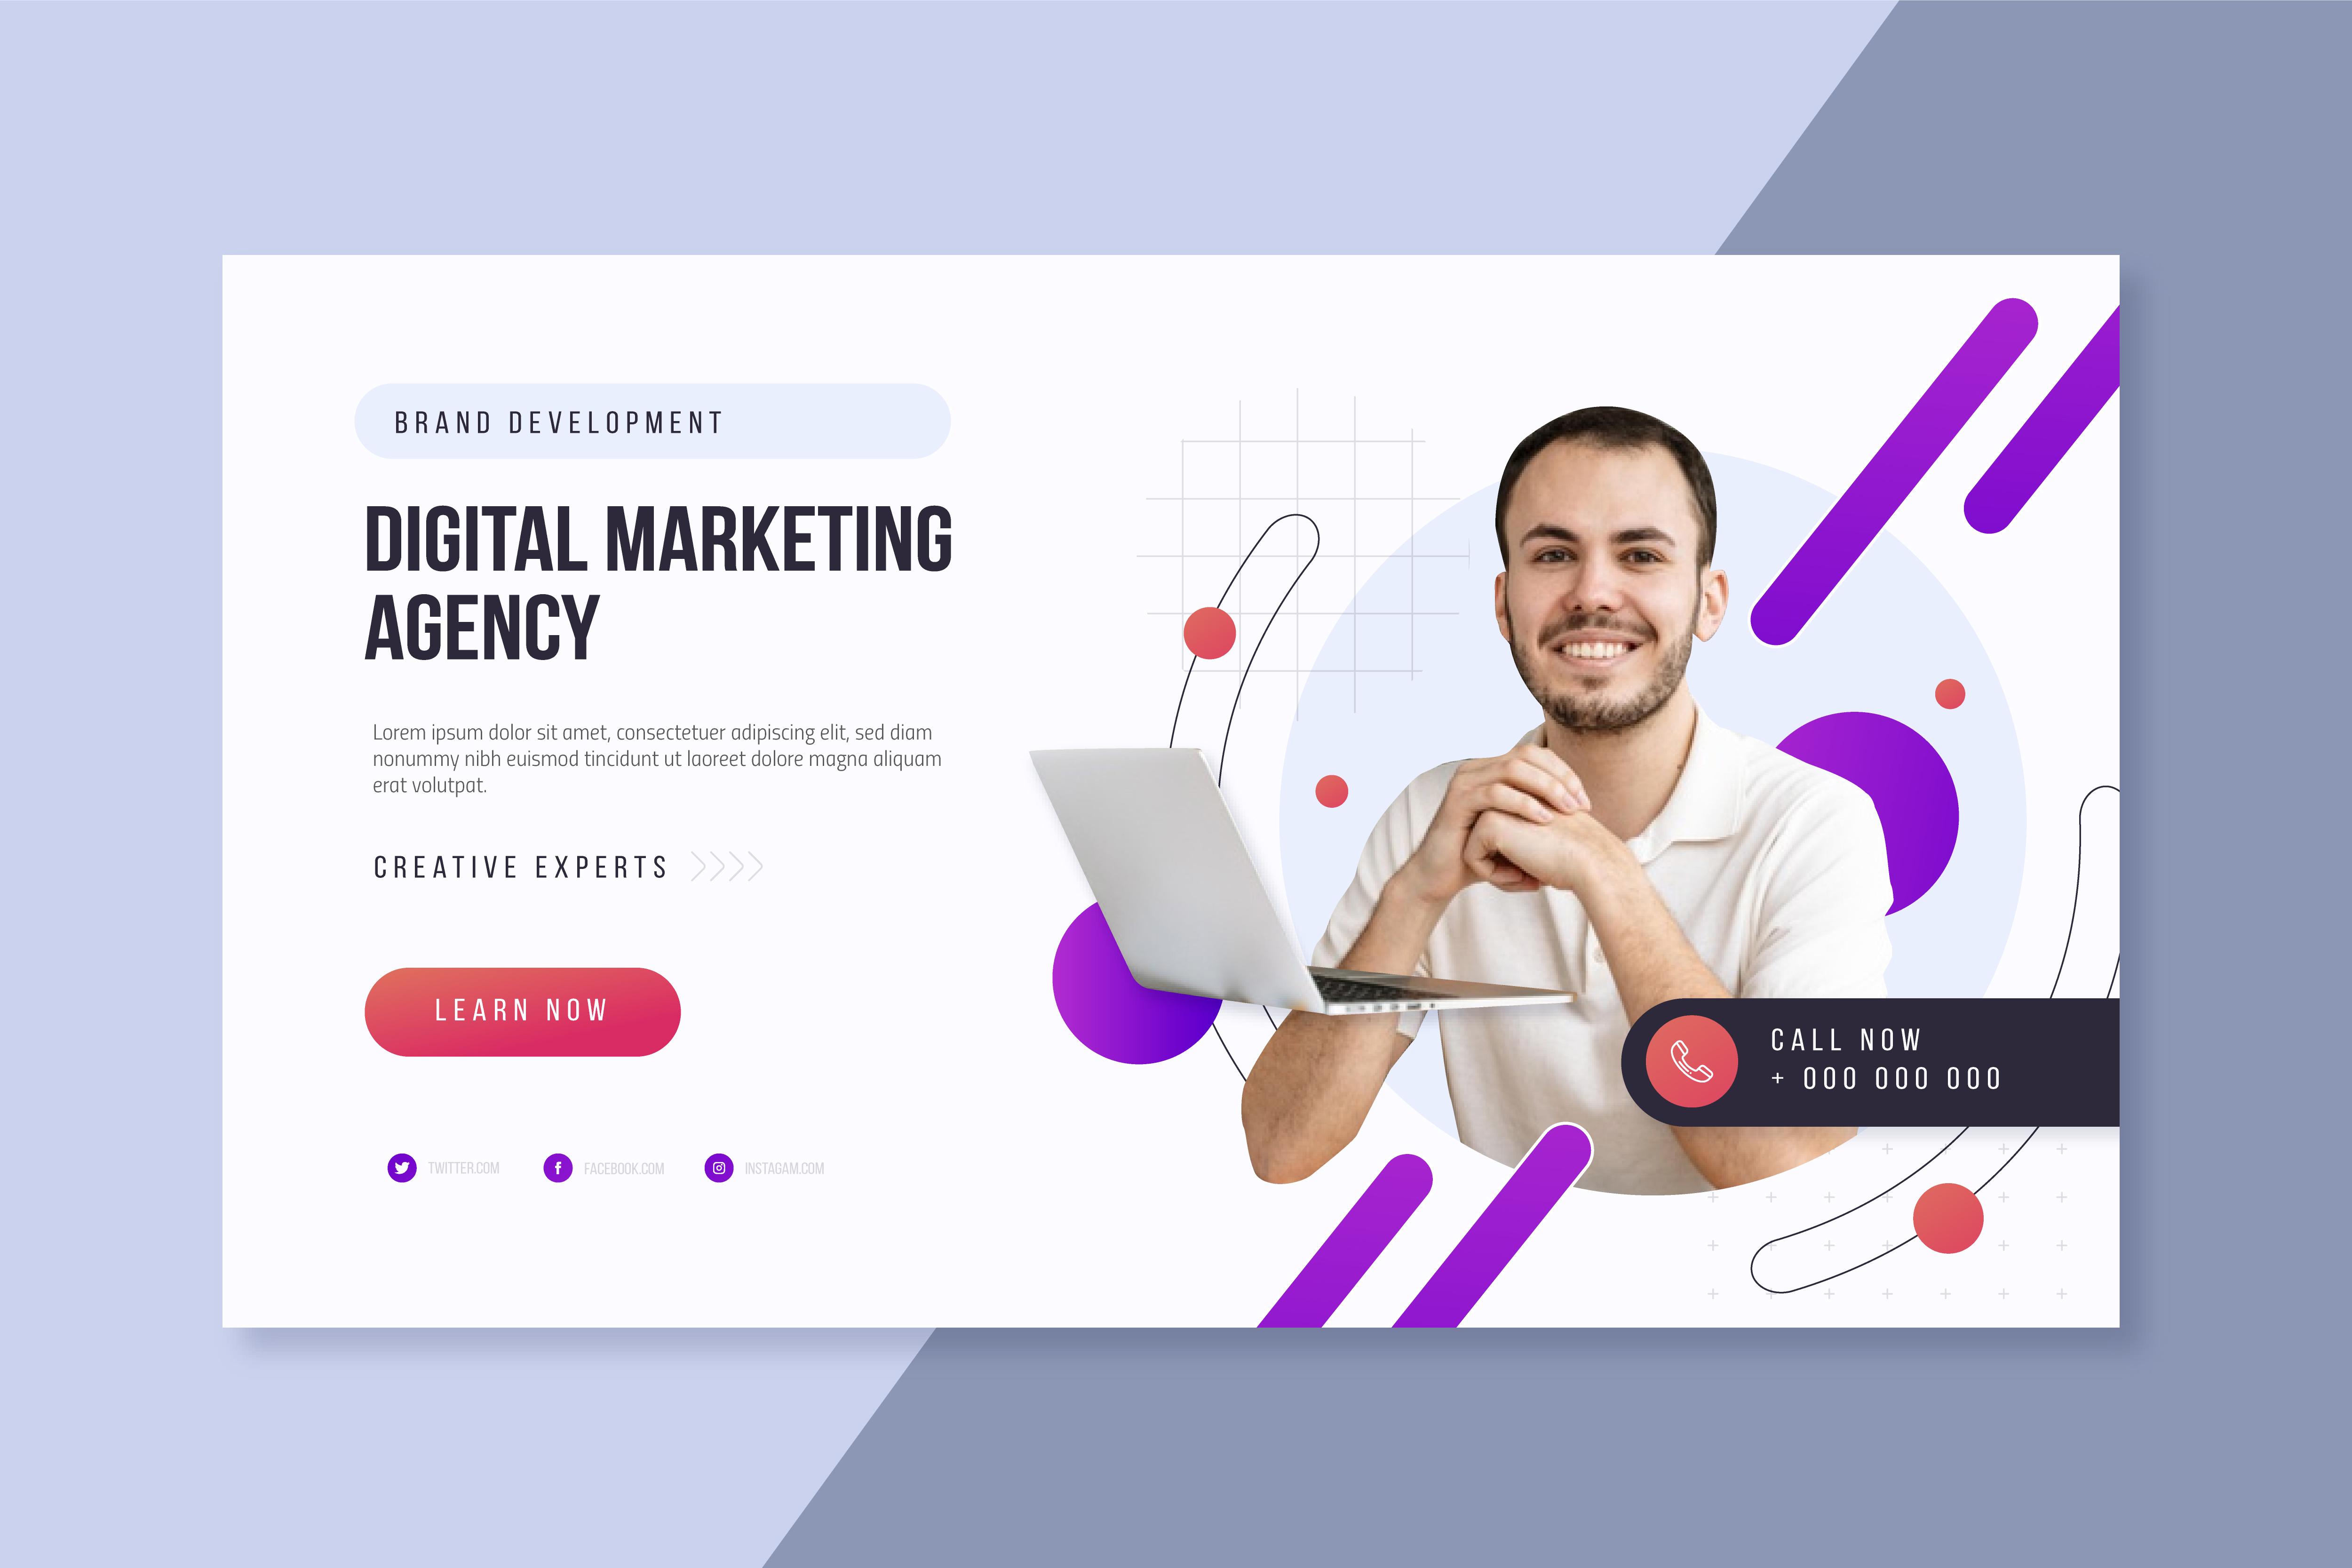 BRAND DEVELOPMENT
DIGITAL MARKETING
AGENCY
Lorem ipsum dolor sit amet, consectetuer adipiscing elit, sed diam
nonummy nibh euismod tincidunt ut laoreet dolore magna aliquam
erat volutpat.
CREATIVE EXPERTS
LEARN NOW
TWITTER.COM
FACEBOOK.COM
INSTAGAM.COM
CALL NOW
+ 000 000 000